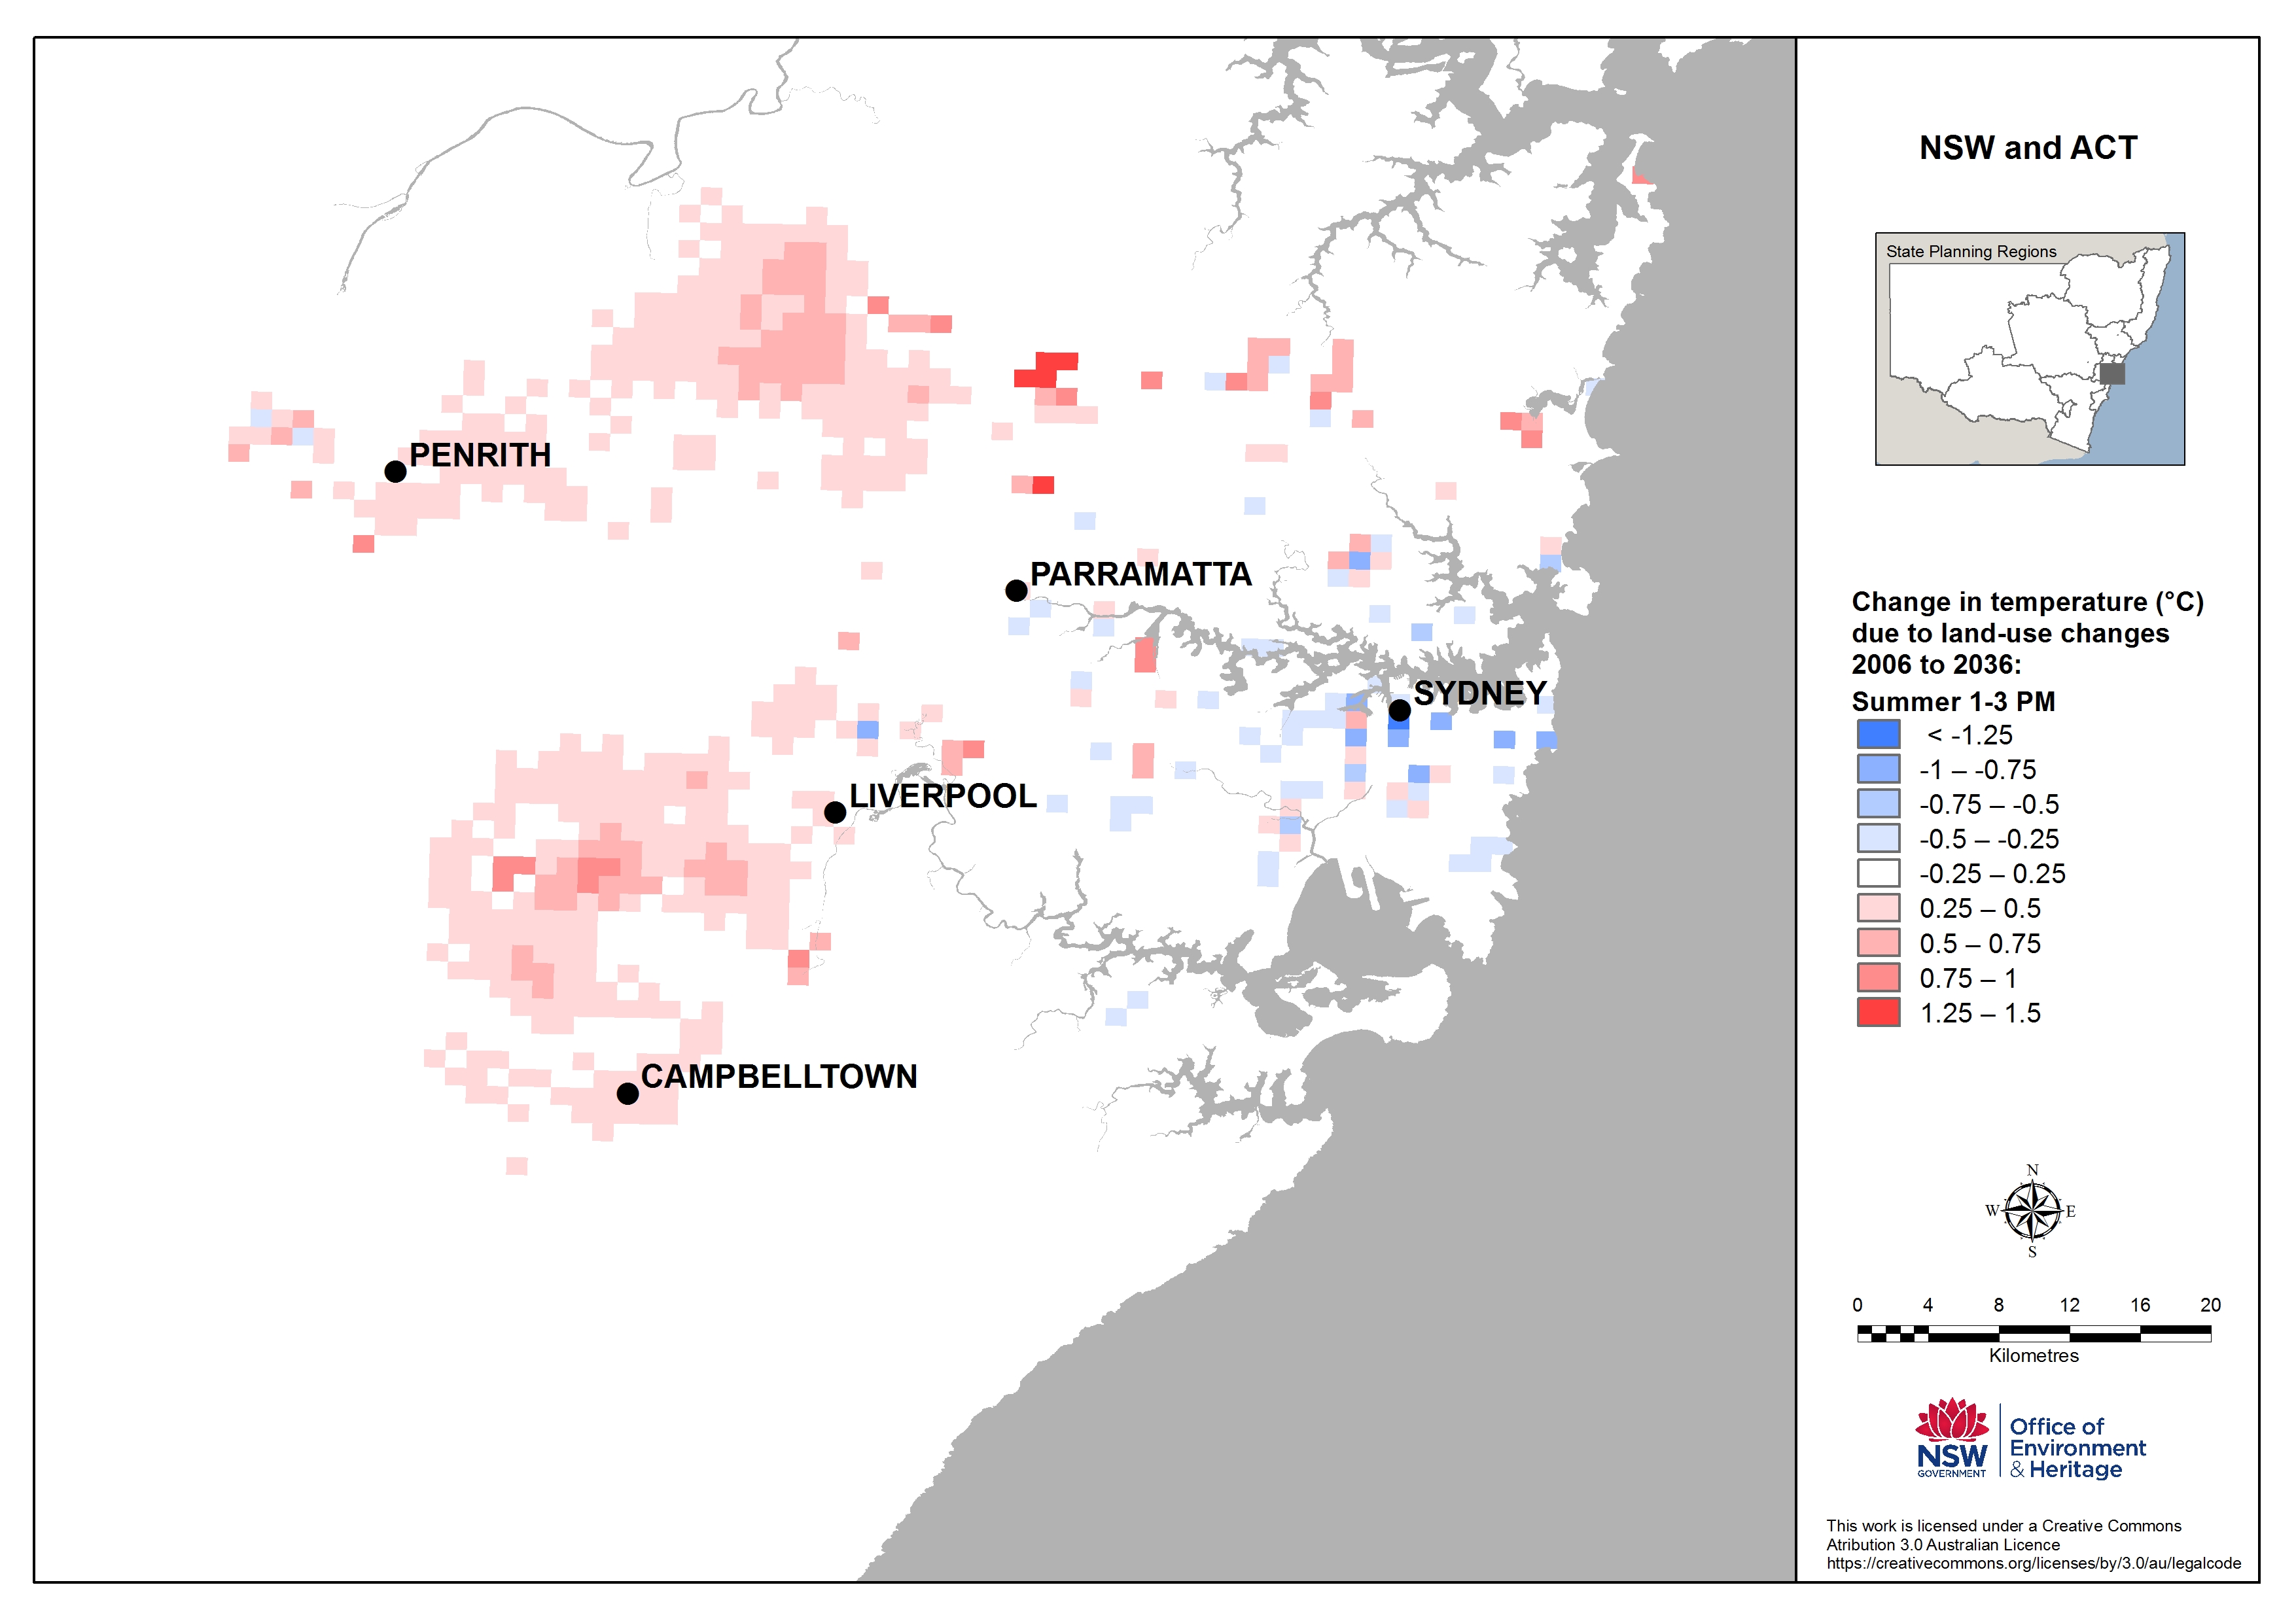 NSW and ACT
State Planning Regions
PENRITH
PARRAMATTA
SYDNEY
LIVERPOOL
CAMPBELLTOWN
Change in temperature (°C)
due to land-use changes
2006 to 2036:
Summer 1-3 PM
< -1.25
-1 – -0.75
-0.75 – -0.5
-0.5 – -0.25
-0.25 – 0.25
0.25 – 0.5
0.5 – 0.75
0.75 – 1
1.25 – 1.5
N
W E
S
0 4 8 12 16 20
Kilometres
NSW
GOVERNMENT
Office of
Environment
& Heritage
This work is licensed under a Creative Commons
Atribution 3.0 Australian Licence
https://creativecommons.org/licenses/by/3.0/au/legalcode